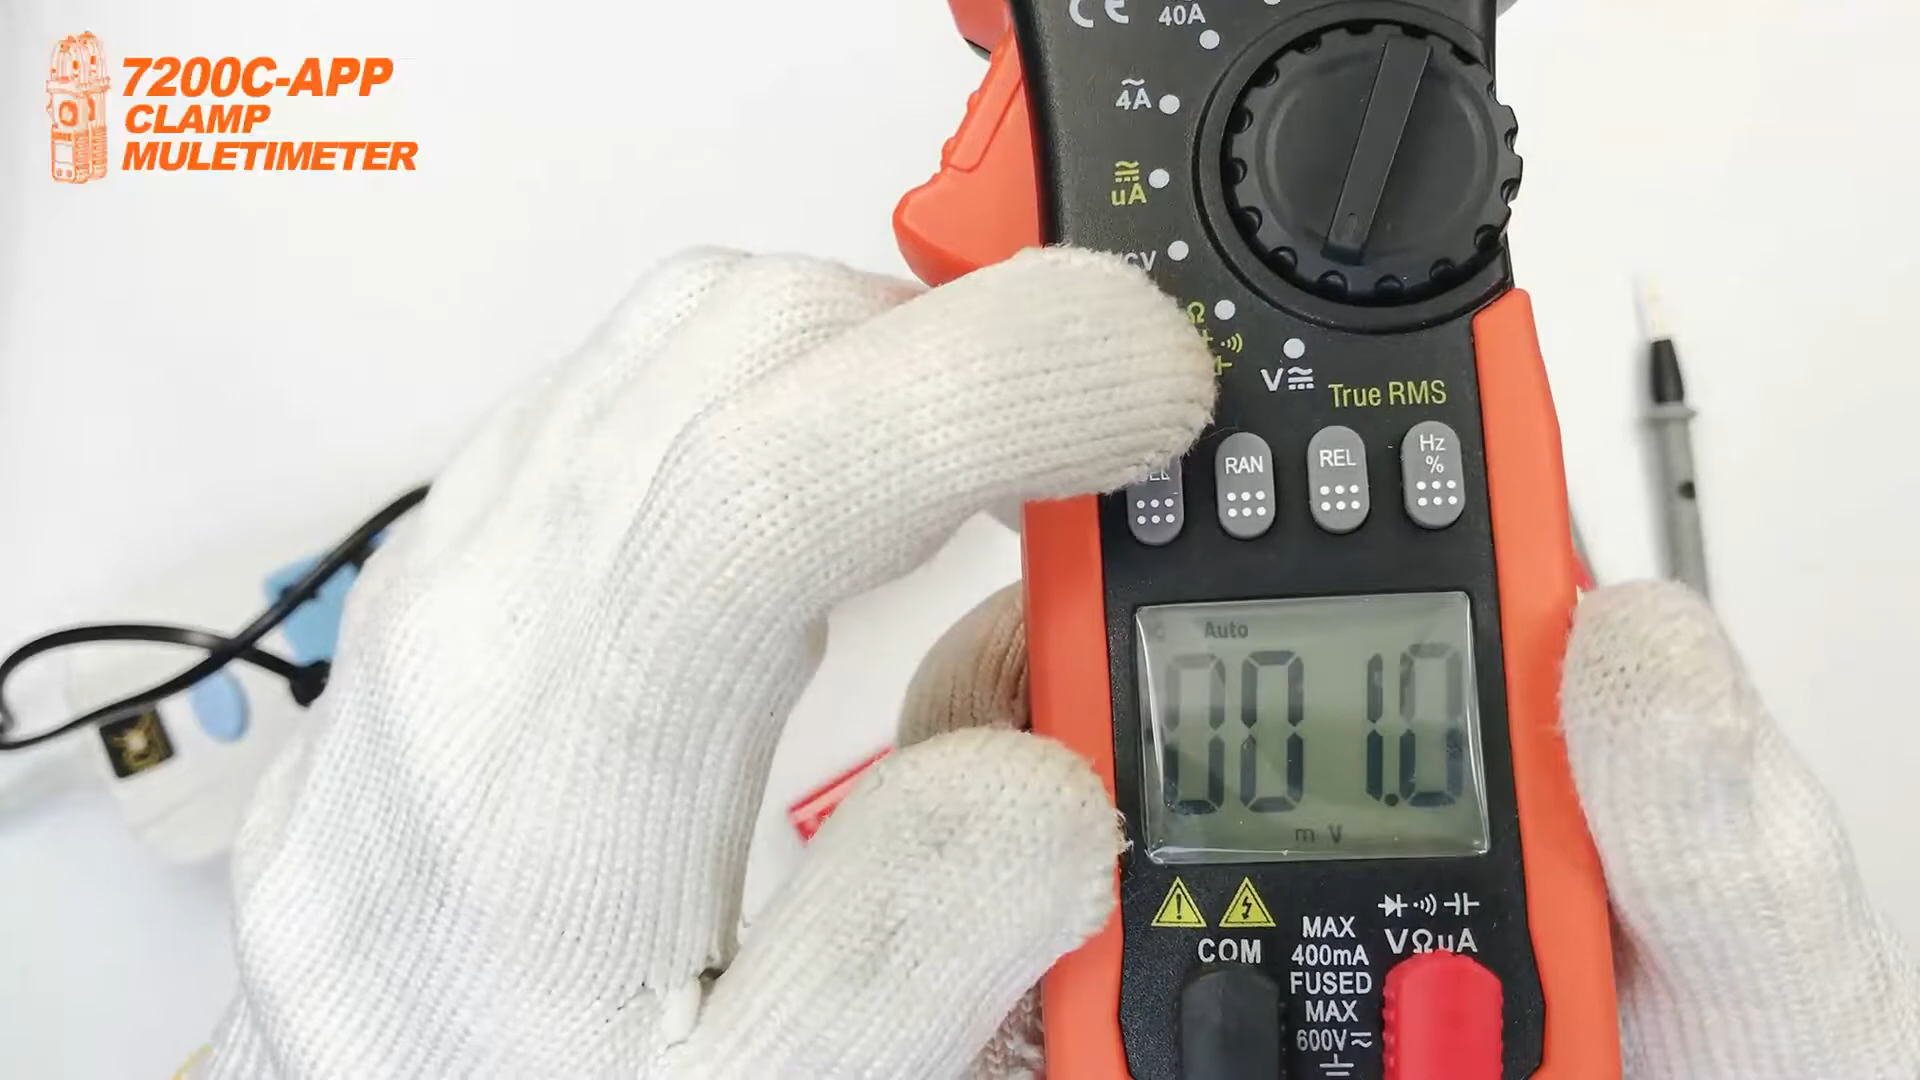 7200C-APP
CLAMP
MULETIMETER
CE
40A
4A
uA
CV
Ω
V
True RMS
RAN
REL
Hz
%
Auto
001.0
m V
COM
MAX
400mA
FUSED
MAX
600V
VΩuA